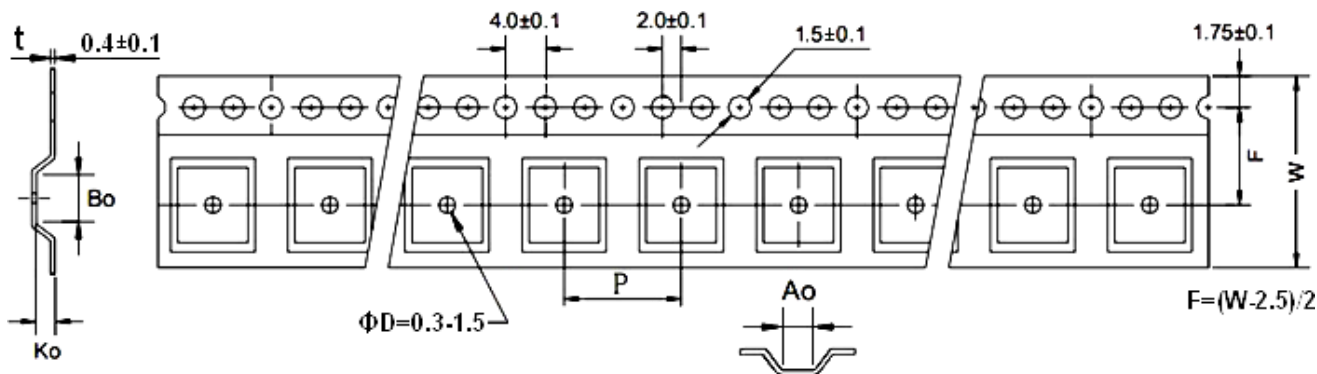 4.0±0.1
2.0±0.1
1.5±0.1
1.75±0.1
t
0.4±0.1
Bo
F
W
P
Ao
ΦD=0.3-1.5
F=(W-2.5)/2
Ko